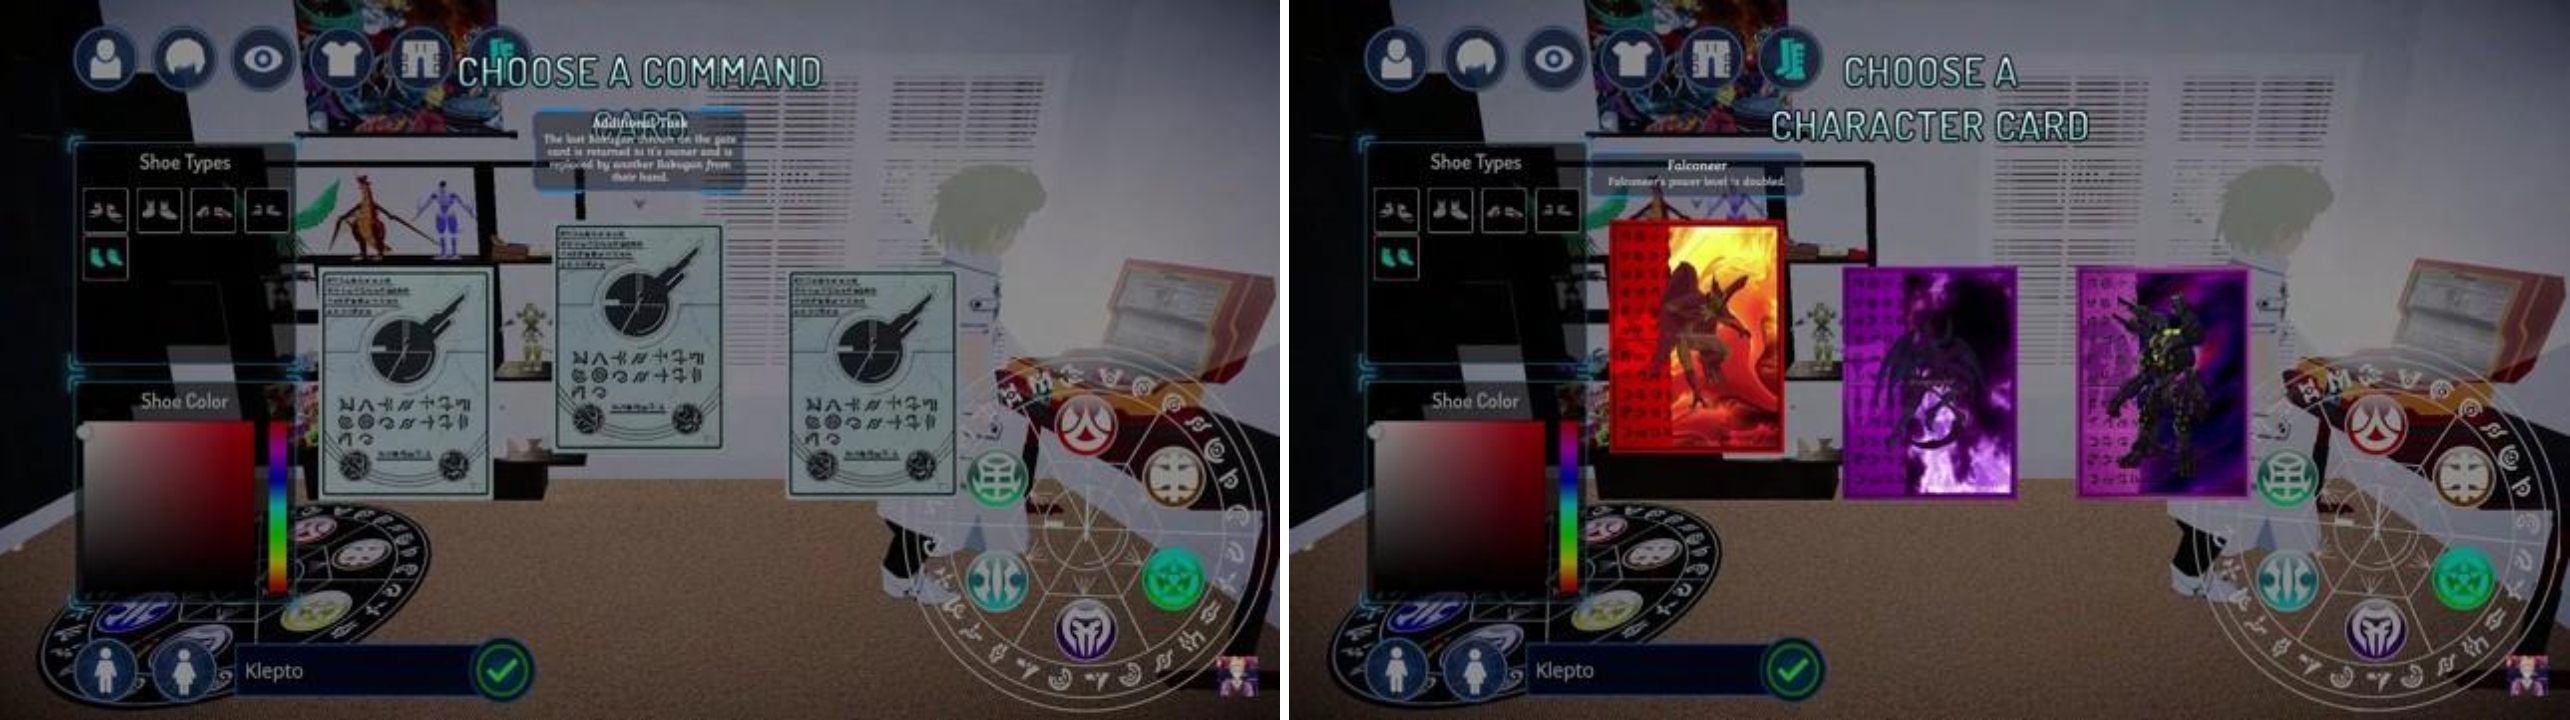 CHOOSE A COMMAND
CARD
Additional Task
The last Bakugan thrown on the gate
card is returned to it's owner and is
replaced by another Bakugan from
their hand.
Shoe Types
Shoe Color
Klepto
CHOOSE A
CHARACTER CARD
Shoe Types
Falconeer
Falconeer's power level is doubled.
Shoe Color
Klepto